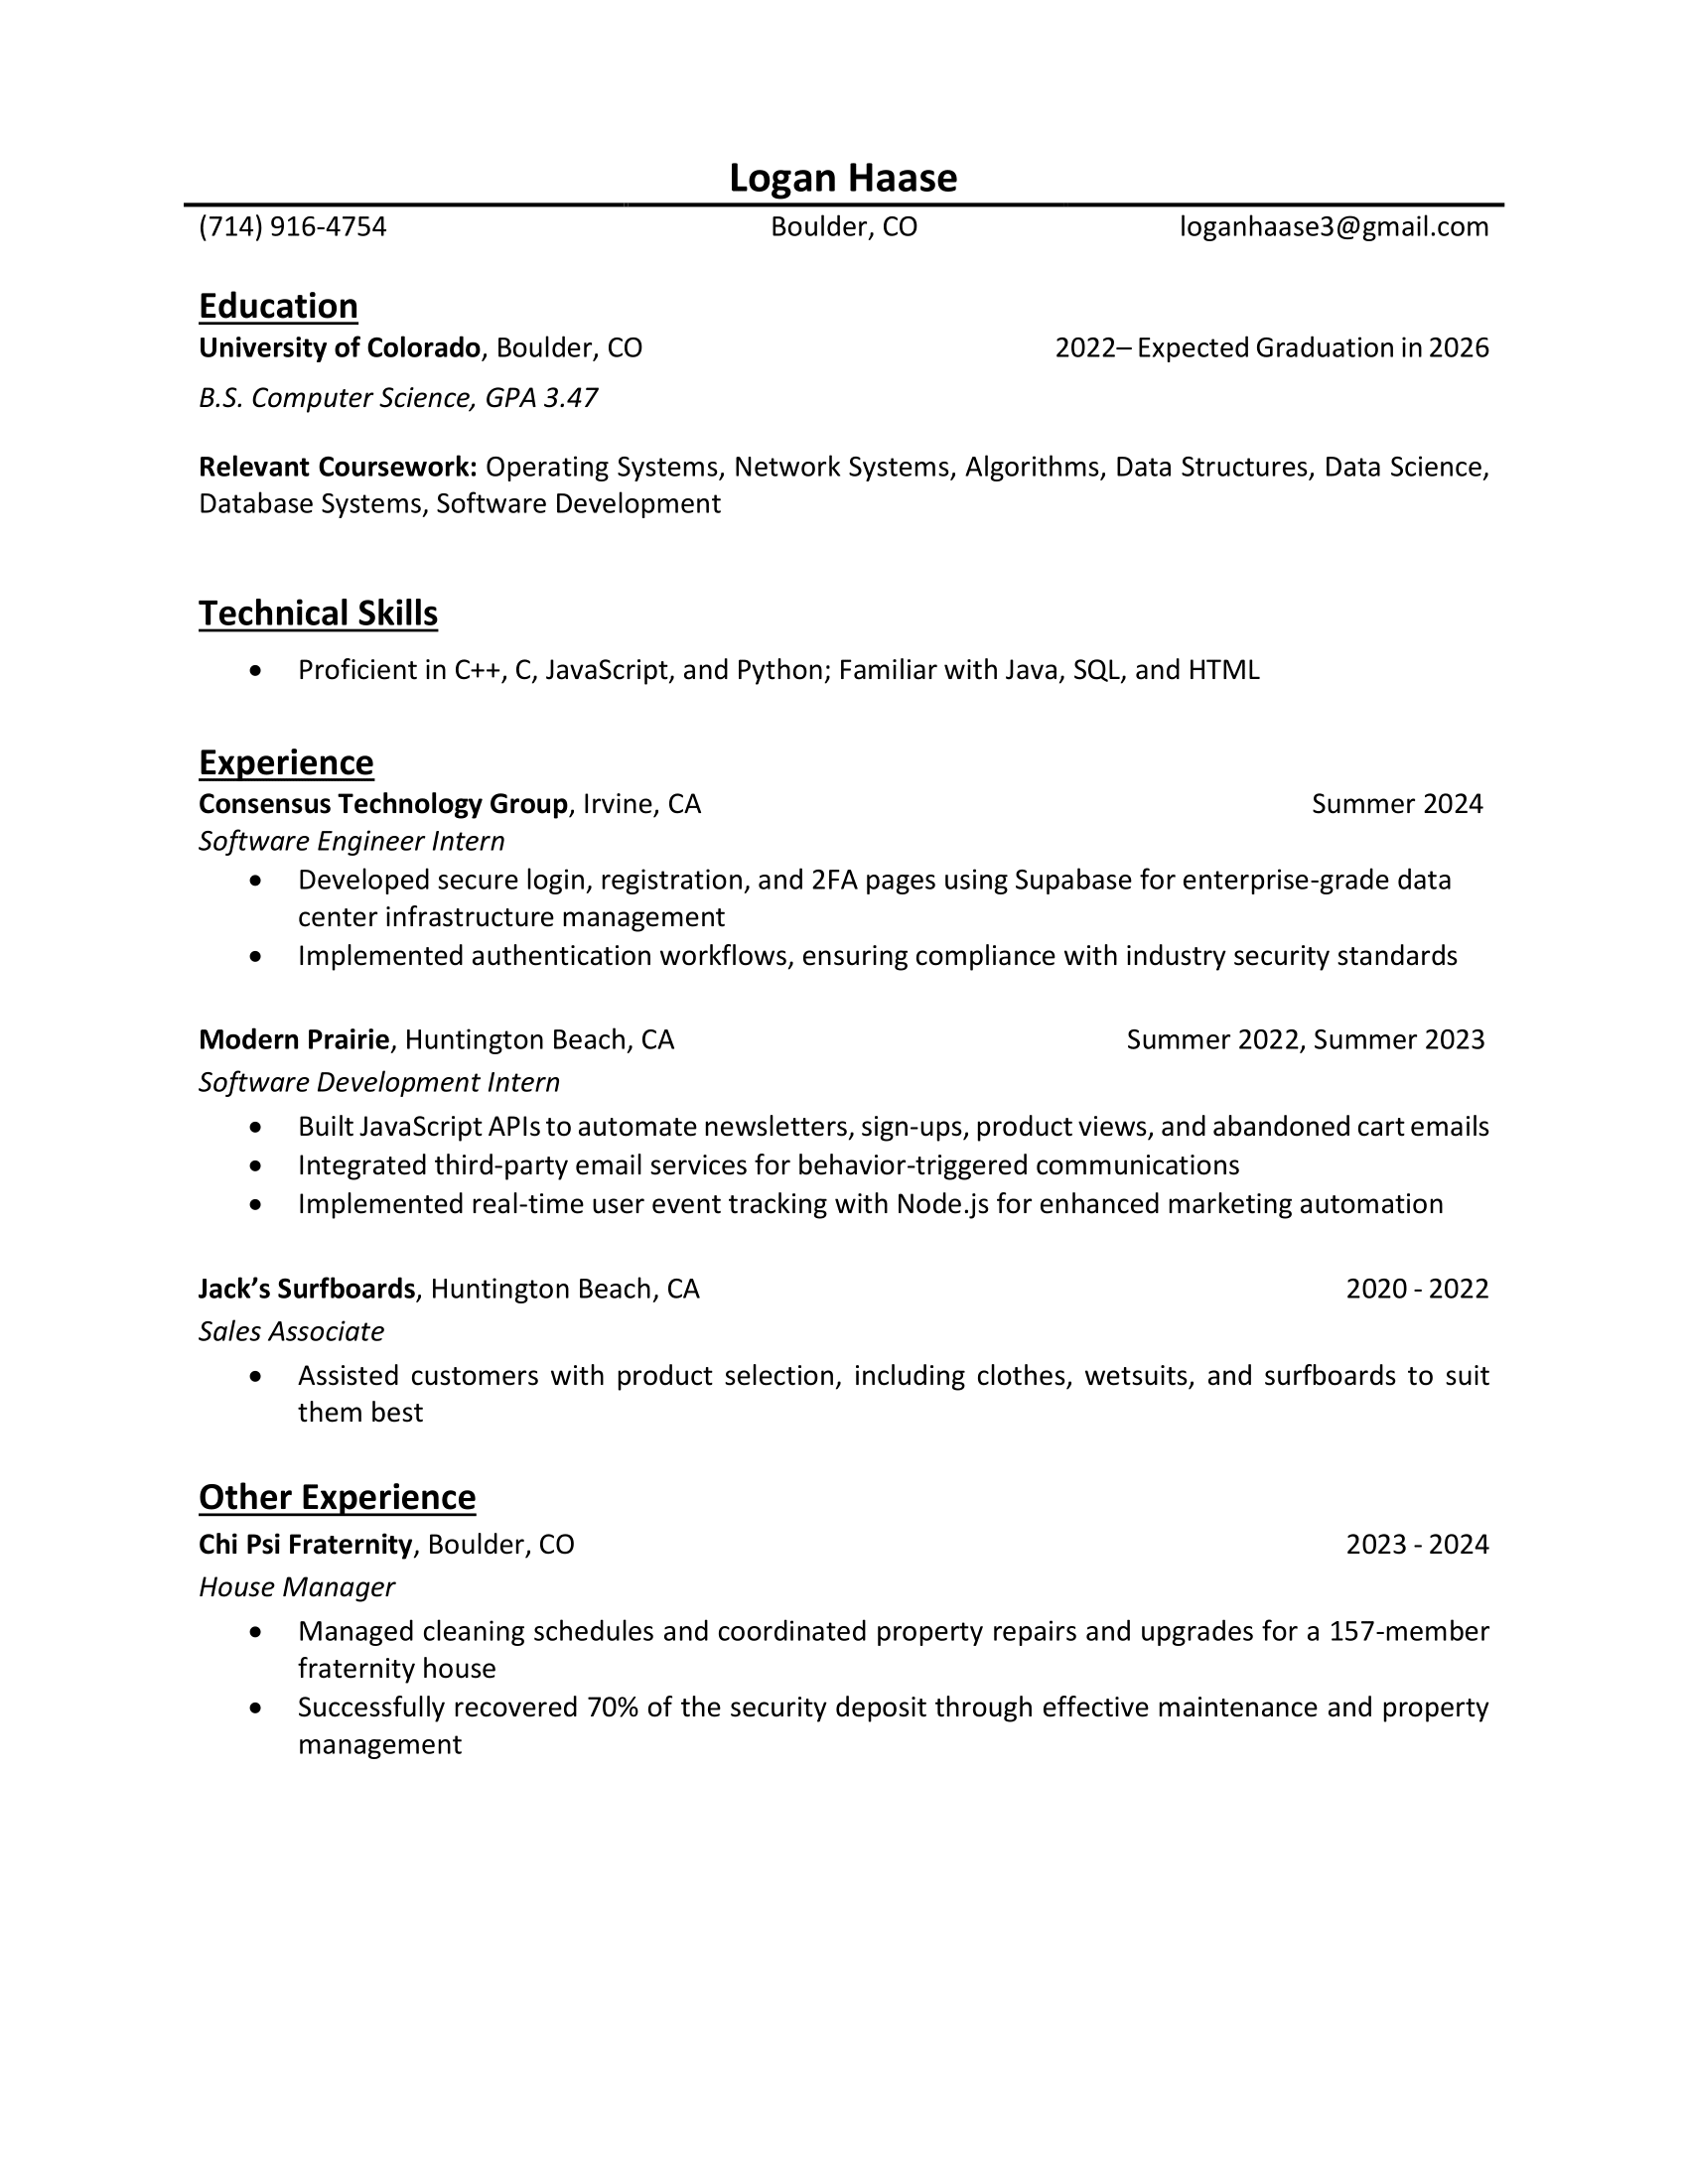 Logan Haase
(714) 916-4754 Boulder, CO loganhaase3@gmail.com
Education
University of Colorado, Boulder, CO 2022– Expected Graduation in 2026
B.S. Computer Science, GPA 3.47
Relevant Coursework: Operating Systems, Network Systems, Algorithms, Data Structures, Data Science,
Database Systems, Software Development
Technical Skills
• Proficient in C++, C, JavaScript, and Python; Familiar with Java, SQL, and HTML
Experience
Consensus Technology Group, Irvine, CA Summer 2024
Software Engineer Intern
• Developed secure login, registration, and 2FA pages using Supabase for enterprise-grade data
center infrastructure management
• Implemented authentication workflows, ensuring compliance with industry security standards
Modern Prairie, Huntington Beach, CA Summer 2022, Summer 2023
Software Development Intern
• Built JavaScript APIs to automate newsletters, sign-ups, product views, and abandoned cart emails
• Integrated third-party email services for behavior-triggered communications
• Implemented real-time user event tracking with Node.js for enhanced marketing automation
Jack’s Surfboards, Huntington Beach, CA 2020 - 2022
Sales Associate
• Assisted customers with product selection, including clothes, wetsuits, and surfboards to suit
them best
Other Experience
Chi Psi Fraternity, Boulder, CO 2023 - 2024
House Manager
• Managed cleaning schedules and coordinated property repairs and upgrades for a 157-member
fraternity house
• Successfully recovered 70% of the security deposit through effective maintenance and property
management